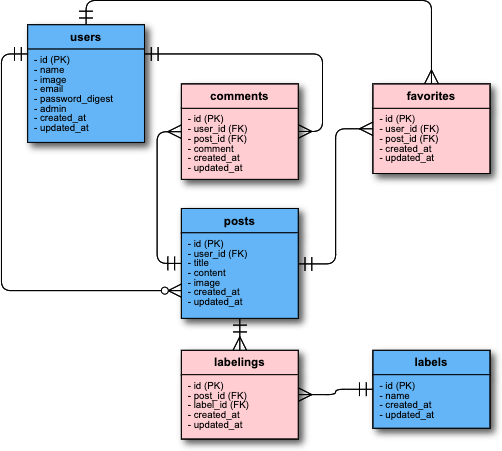 users
- id (PK)
- name
- image
- email
- password_digest
- admin
- created_at
- updated_at
comments
- id (PK)
- user_id (FK)
- post_id (FK)
- comment
- created_at
- updated_at
favorites
- id (PK)
- user_id (FK)
- post_id (FK)
- created_at
- updated_at
posts
- id (PK)
- user_id (FK)
- title
- content
- image
- created_at
- updated_at
labelings
- id (PK)
- post_id (FK)
- label_id (FK)
- created_at
- updated_at
labels
- id (PK)
- name
- created_at
- updated_at